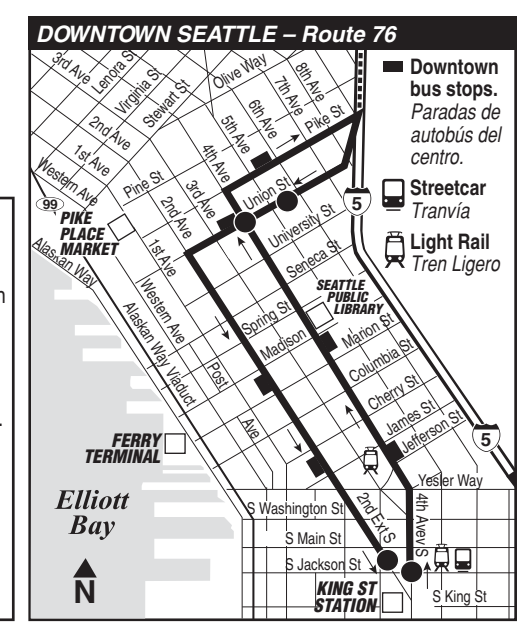 DOWNTOWN SEATTLE – Route 76
3rd Ave
Lenora St
Virginia St
Stewart St
Olive Way
8th Ave
7th Ave
6th Ave
5th Ave
4th Ave
3rd Ave
2nd Ave
1st Ave
Western Ave
2nd Ave
1st Ave
Western Ave
Pike St
Pine St
Union St
University St
Seneca St
Spring St
Madison
Marion St
Columbia St
Cherry St
James St
Jefferson St
Yesler Way
99
PIKE
PLACE
MARKET
Alaskan Way
Alaskan Way Viaduct
Post
Ave
SEATTLE
PUBLIC
LIBRARY
5
5
FERRY
TERMINAL
Elliott
Bay
N
S Washington St
S Main St
S Jackson St
2nd Ext S
4th Avev S
KING ST
STATION
S King St
Downtown
bus stops.
Paradas de
autobús del
centro.
Streetcar
Tranvía
Light Rail
Tren Ligero